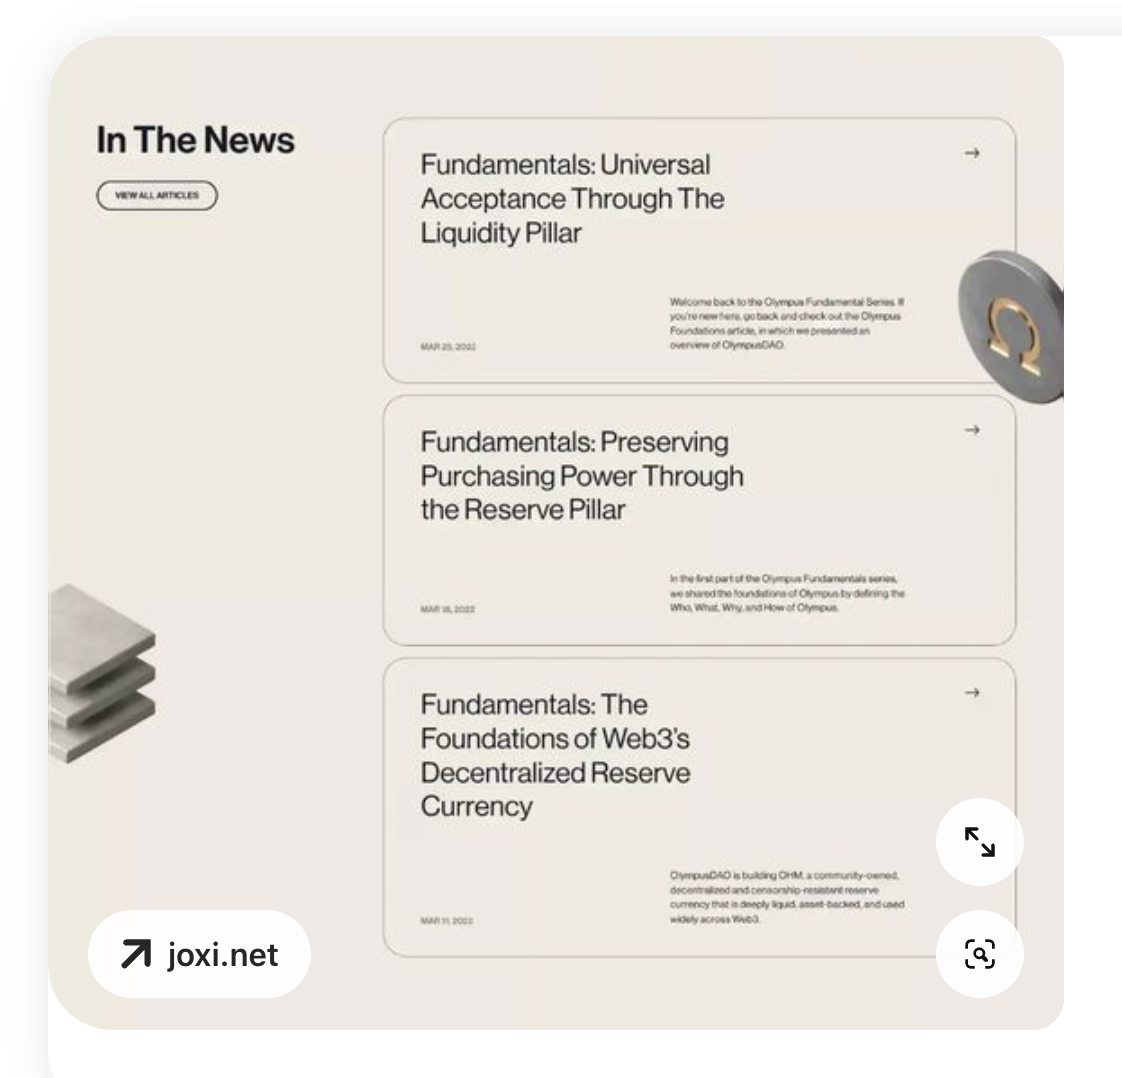 In The News
VIEW ALL ARTICLES
Fundamentals: Universal
Acceptance Through The
Liquidity Pillar
→
Welcome back to the Olympus Fundamental Series. If
you're new here, go back and check out the Olympus
Foundations article, in which we presented an
overview of OlympusDAO.
MAR 25, 2022
Ω
Fundamentals: Preserving
Purchasing Power Through
the Reserve Pillar
→
In the first part of the Olympus Fundamentals series,
we shared the foundations of Olympus by defining the
Who, What, Why, and How of Olympus.
MAR 18, 2022
Fundamentals: The
Foundations of Web3's
Decentralized Reserve
Currency
→
OlympusDAO is building OHM, a community-owned,
decentralized and censorship-resistant reserve
currency that is deeply liquid, asset-backed, and used
widely across Web3.
MAR 11, 2022
joxi.net